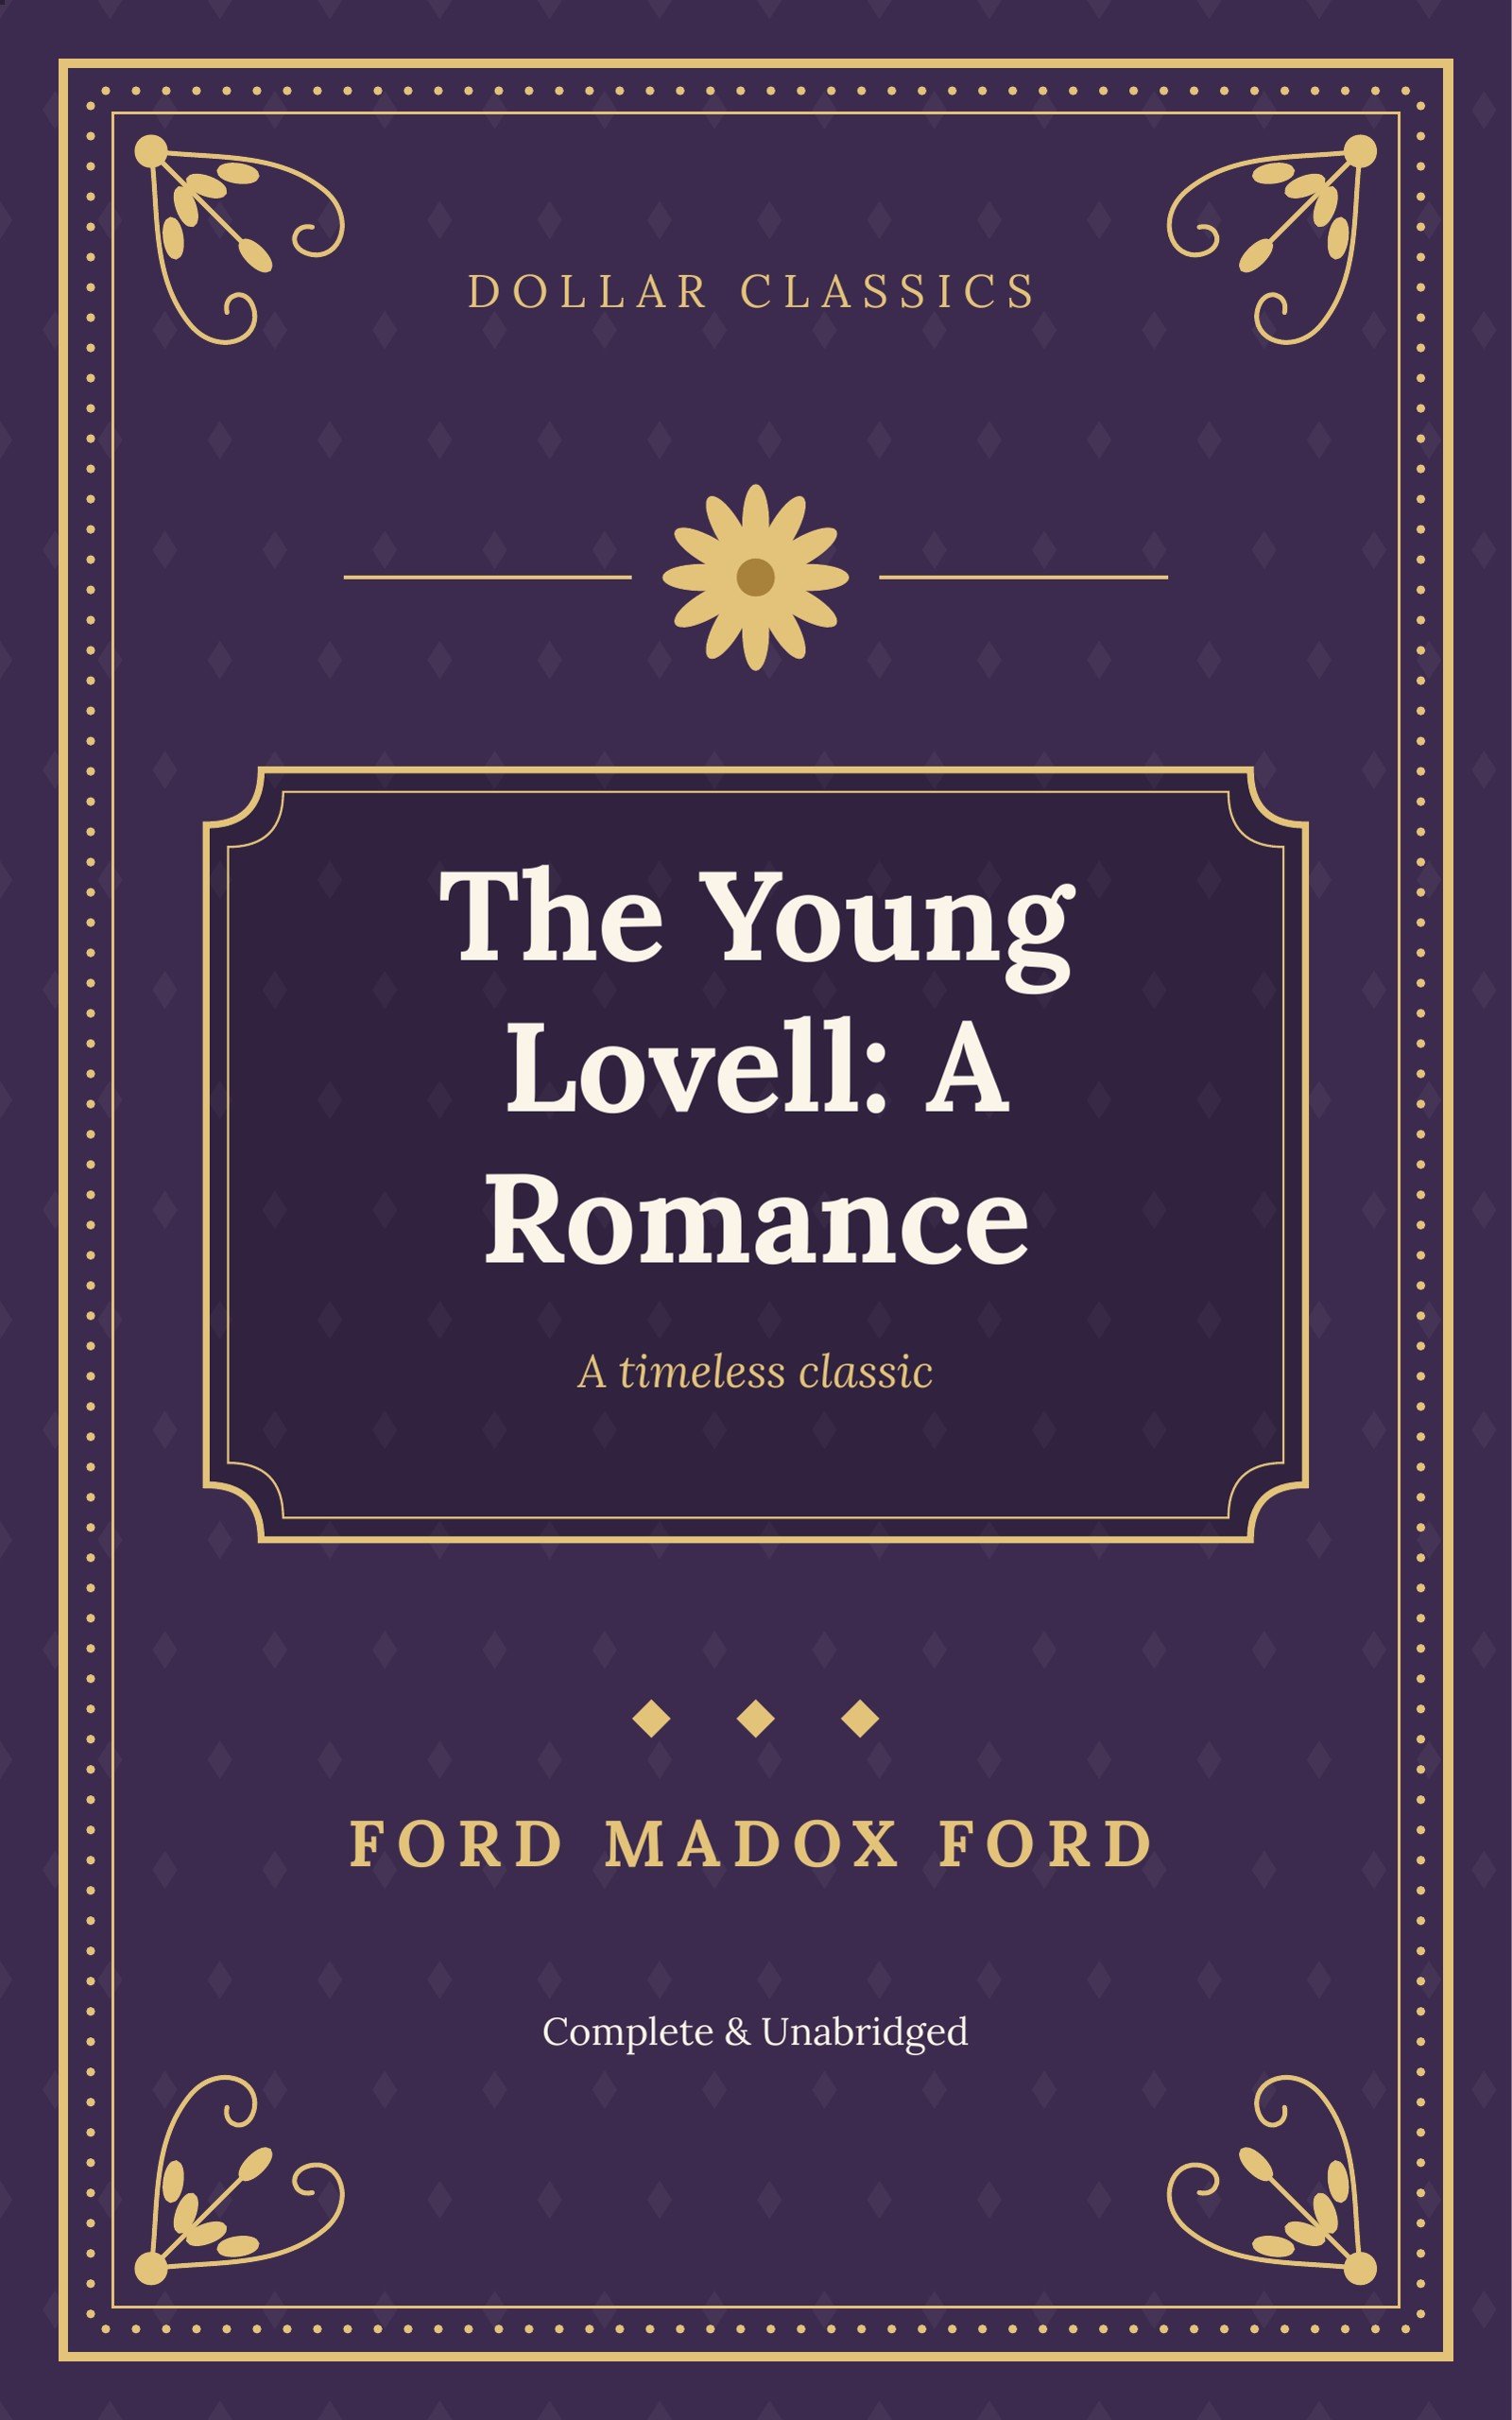 DOLLAR CLASSICS
The Young
Lovell: A
Romance
A timeless classic
FORD MADOX FORD
Complete & Unabridged